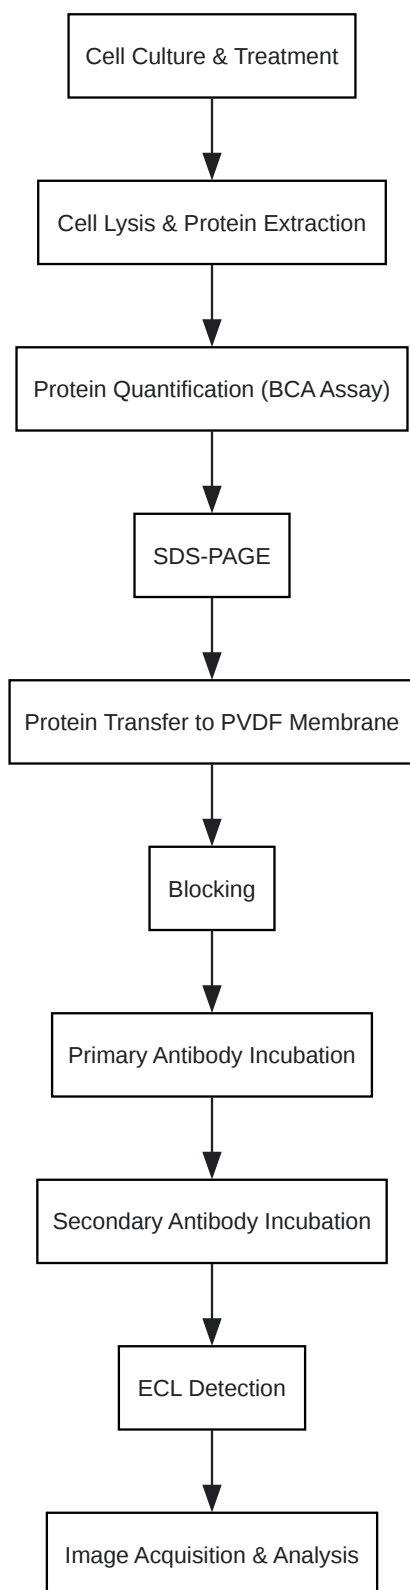 Cell Culture & Treatment
Cell Lysis & Protein Extraction
Protein Quantification (BCA Assay)
SDS-PAGE
Protein Transfer to PVDF Membrane
Blocking
Primary Antibody Incubation
Secondary Antibody Incubation
ECL Detection
Image Acquisition & Analysis